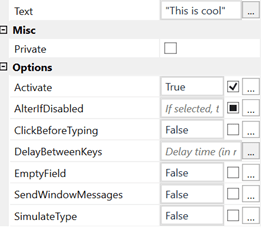 Text "This is cool" ...
Misc
Private
Options
Activate True ...
AlterIfDisabled If selected, t ...
ClickBeforeTyping False ...
DelayBetweenKeys Delay time (in r ...
EmptyField False ...
SendWindowMessages False ...
SimulateType False ...